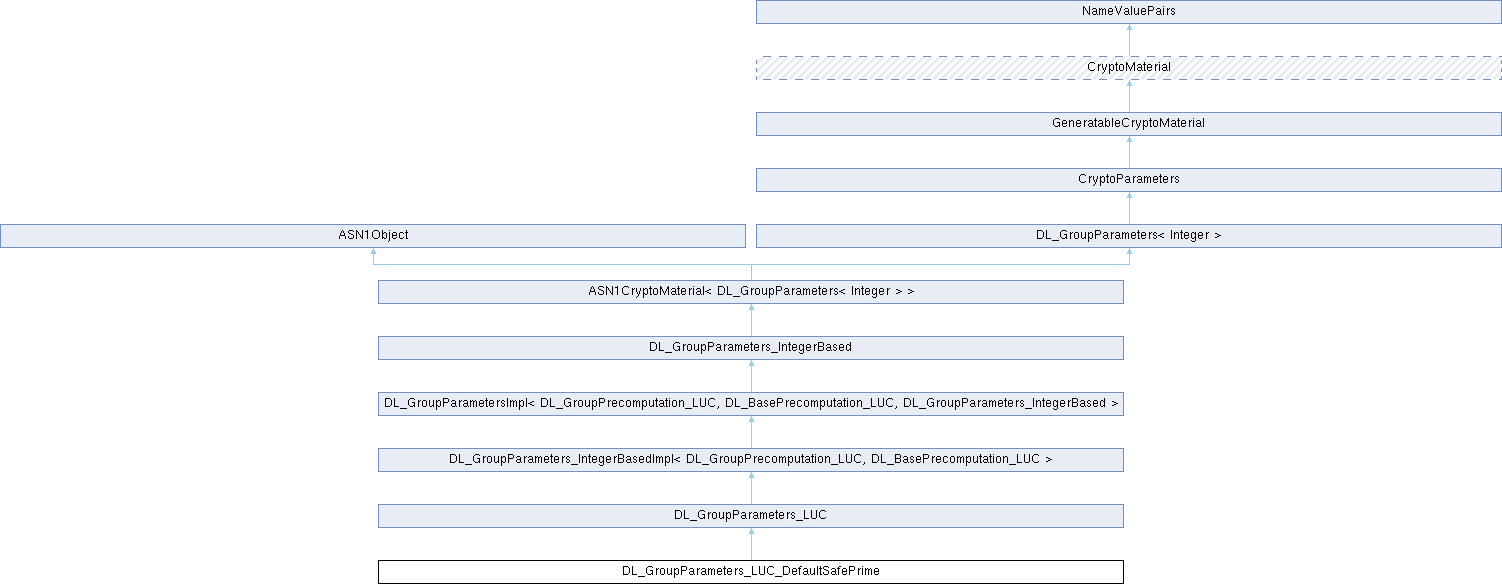 NameValuePairs
CryptoMaterial
GeneratableCryptoMaterial
CryptoParameters
ASN1Object
DL_GroupParameters< Integer >
ASN1CryptoMaterial< DL_GroupParameters< Integer > >
DL_GroupParameters_IntegerBased
DL_GroupParametersImpl< DL_GroupPrecomputation_LUC, DL_BasePrecomputation_LUC, DL_GroupParameters_IntegerBased >
DL_GroupParameters_IntegerBasedImpl< DL_GroupPrecomputation_LUC, DL_BasePrecomputation_LUC >
DL_GroupParameters_LUC
DL_GroupParameters_LUC_DefaultSafePrime